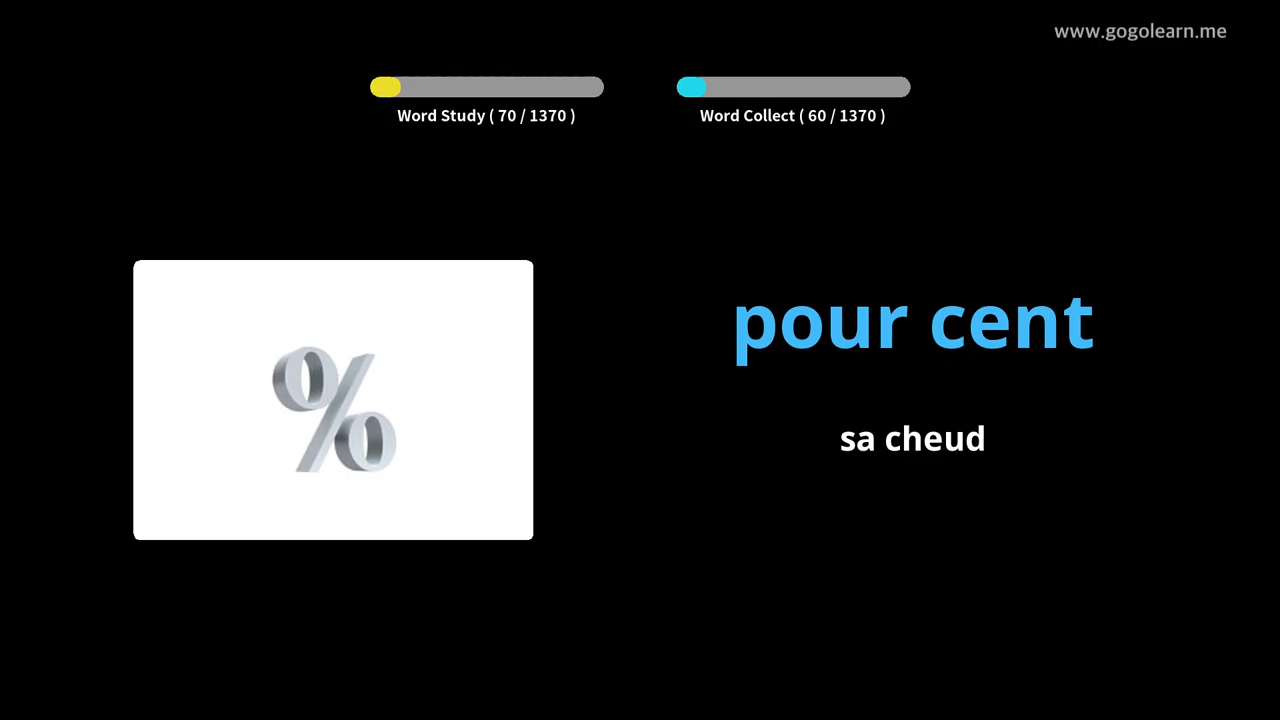 www.gogolearn.me
Word Study ( 70 / 1370 )
Word Collect ( 60 / 1370 )
%
pour cent
sa cheud